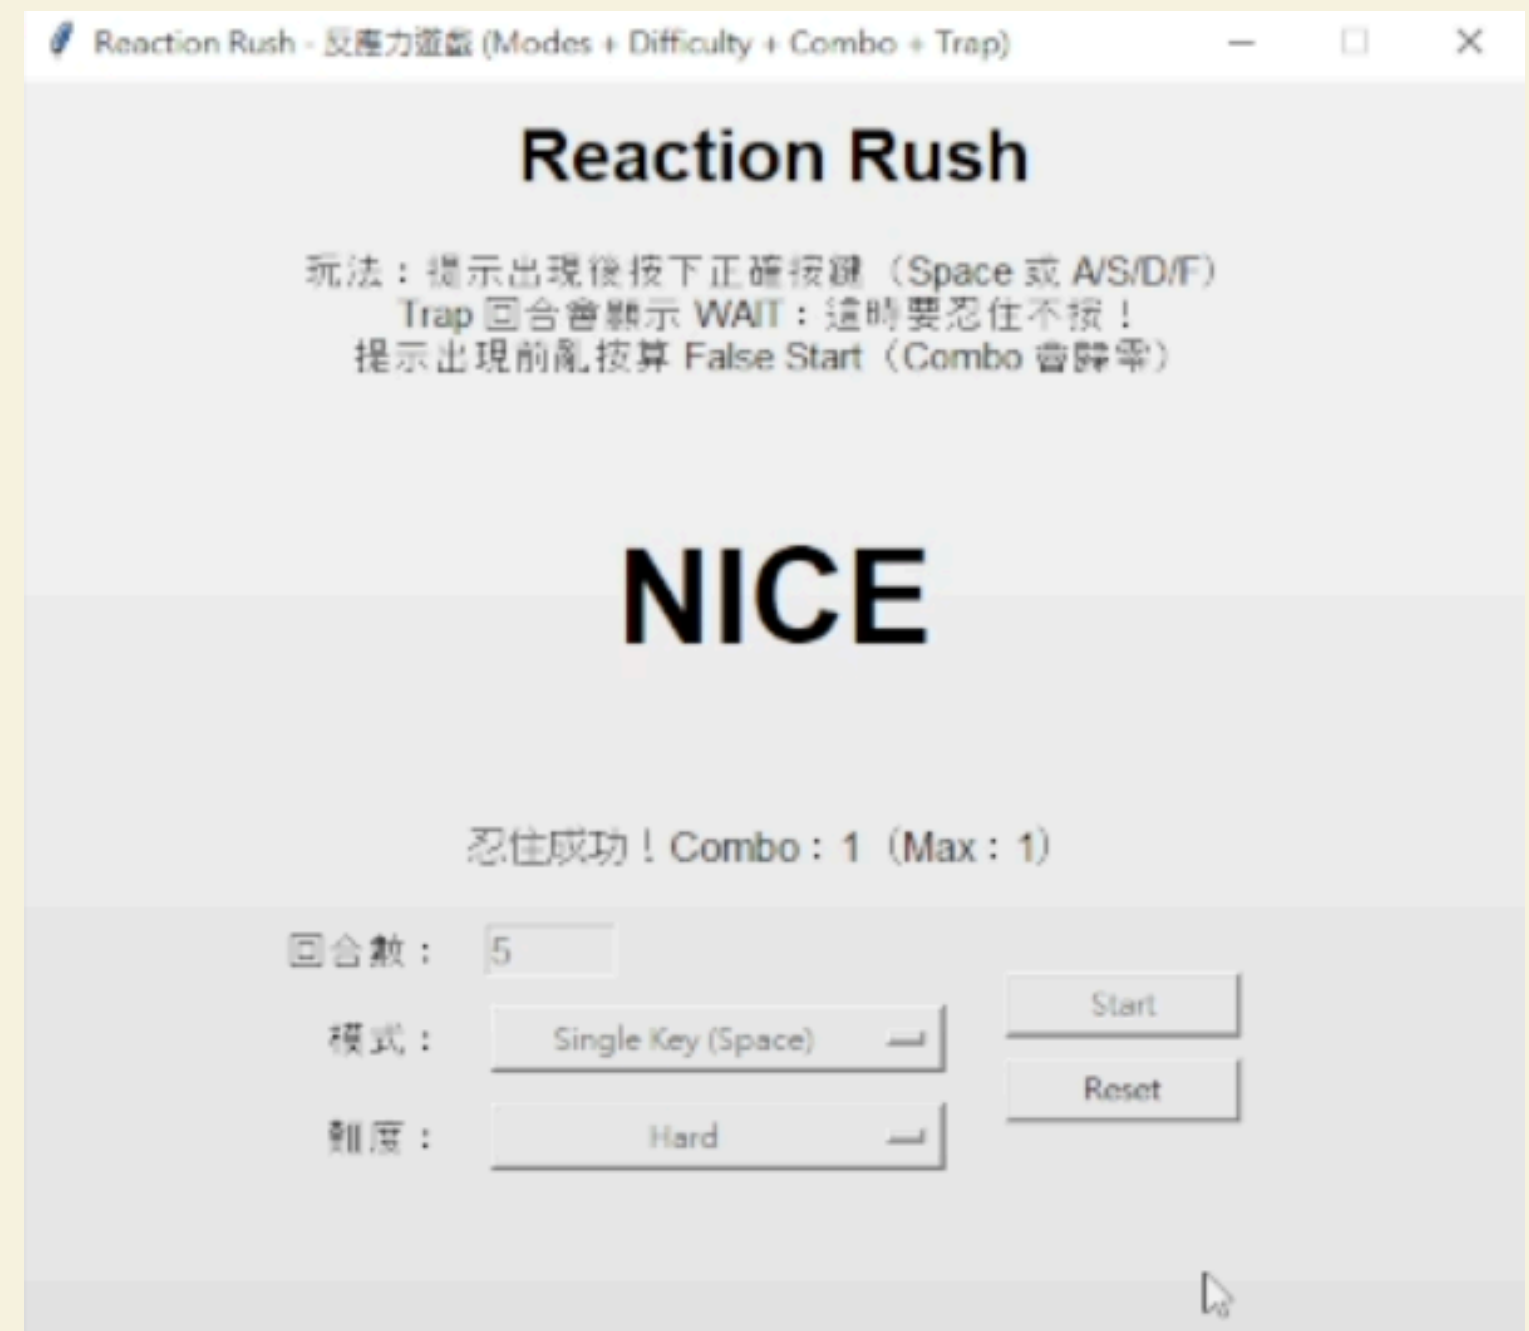 Reaction Rush - 反應力遊戲 (Modes + Difficulty + Combo + Trap)
Reaction Rush
玩法：提示出現後按下正確按鍵（Space 或 A/S/D/F）
Trap 回合會顯示 WAIT：這時要忍住不按！
提示出現前亂按算 False Start（Combo 會歸零）
NICE
忍住成功！Combo：1（Max：1）
回合數：
5
模式：
Single Key (Space)
Start
Reset
難度：
Hard